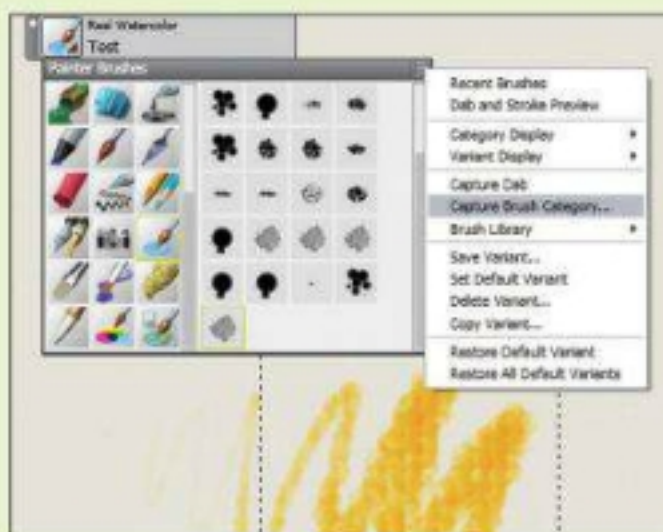 Real Watercolor
Test
Painter Brushes
Recent Brushes
Dab and Stroke Preview
Category Display
Variant Display
Capture Dab
Capture Brush Category...
Brush Library
Save Variant...
Set Default Variant
Delete Variant...
Copy Variant...
Restore Default Variant
Restore All Default Variants